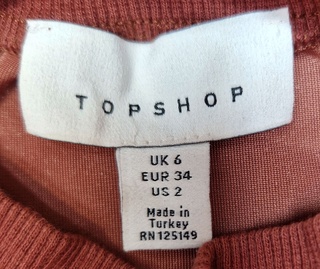 TOPSHOP
UK 6
EUR 34
US 2
Made in
Turkey
RN 125149